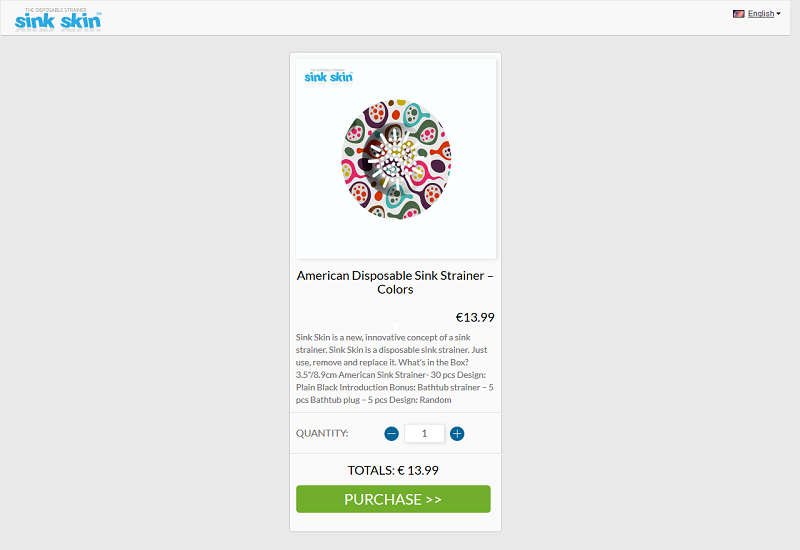 THE DISPOSABLE STRAINER
sink skin
English
THE DISPOSABLE STRAINER
sink skin
American Disposable Sink Strainer –
Colors
€13.99
Sink Skin is a new, innovative concept of a sink
strainer. Sink Skin is a disposable sink strainer. Just
use, remove and replace it. What's in the Box?
3.5"/8.9cm American Sink Strainer- 30 pcs Design:
Plain Black Introduction Bonus: Bathtub strainer – 5
pcs Bathtub plug – 5 pcs Design: Random
QUANTITY:
1
TOTALS: € 13.99
PURCHASE >>